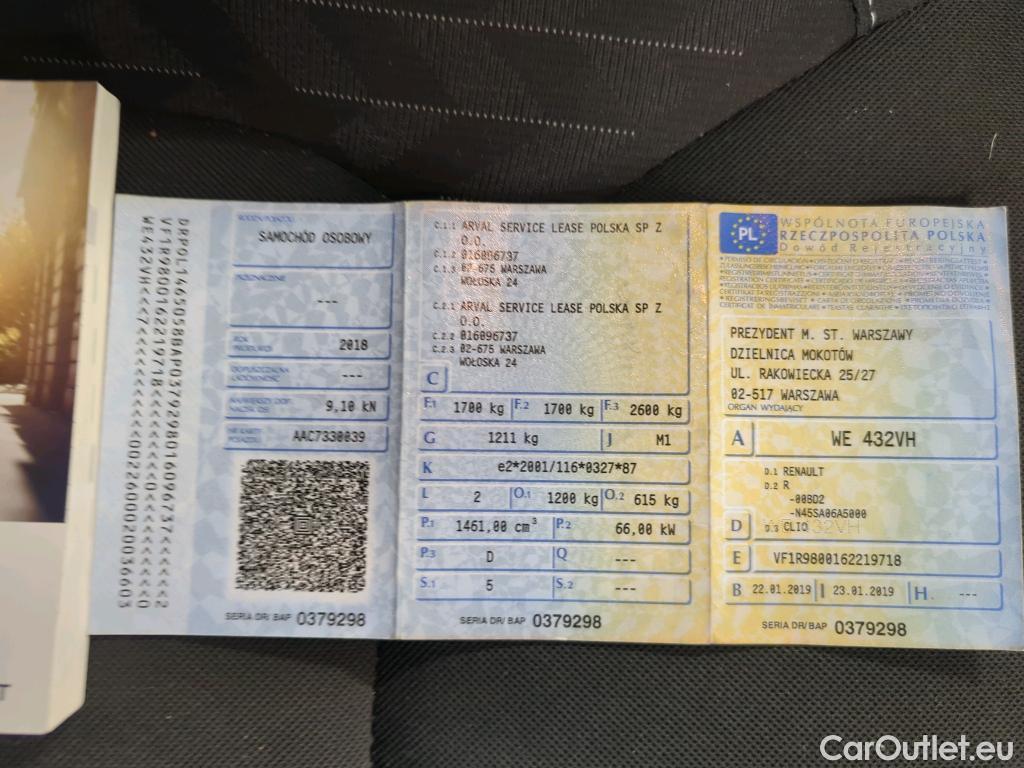 DRPOL1465058BAP0379298016096737<<<<<<<2
VF1R9800162219718<<<<<<0<<<<<<<<<<<<<<0
WE432VH<<7<<<<<<<<<<<<<0026000200203603
RODZAJ POJAZDU
SAMOCHÓD OSOBOWY
PRZEZNACZENIE
---
ROK PRODUKCJI
2018
DOPUSZCZALNA ŁADOWNOŚĆ
---
NAJWIĘKSZY DOP. NACISK OSI
9,10 kN
NR KARTY POJAZDU
AAC7330039
SERIA DR/ BAP 0379298
C.1.1 ARVAL SERVICE LEASE POLSKA SP Z
O.O.
C.1.2 016096737
C.1.3 02-675 WARSZAWA
WOŁOSKA 24
C.2.1 ARVAL SERVICE LEASE POLSKA SP Z
O.O.
C.2.2 016096737
C.2.3 02-675 WARSZAWA
WOŁOSKA 24
C
F.1 1700 kg F.2 1700 kg F.3 2600 kg
G 1211 kg J M1
K e2*2001/116*0327*87
L 2 O.1 1200 kg O.2 615 kg
P.1 1461,00 cm³ P.2 66,00 kW
P.3 D Q ---
S.1 5 S.2 ---
SERIA DR/ BAP 0379298
PL
WSPÓLNOTA EUROPEJSKA
RZECZPOSPOLITA POLSKA
Dowód Rejestracyjny
PREZYDENT M. ST. WARSZAWY
DZIELNICA MOKOTÓW
UL. RAKOWIECKA 25/27
02-517 WARSZAWA
ORGAN WYDAJĄCY
A WE 432VH
D.1 RENAULT
D.2 R
-00BD2
-N45SA06A5000
D D.3 CLIO
E VF1R9800162219718
B 22.01.2019 I 23.01.2019 H. ---
SERIA DR/ BAP 0379298
T
CarOutlet.eu